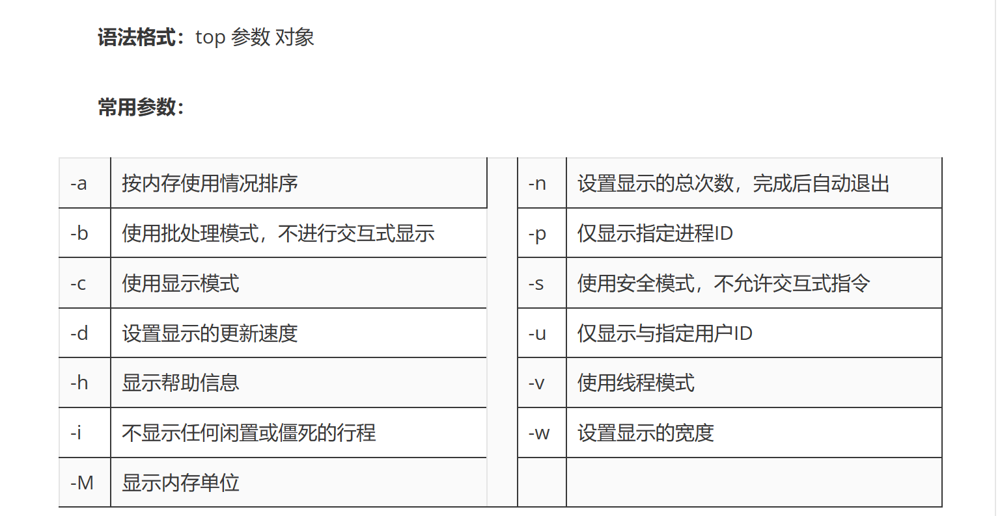 语法格式：top 参数 对象
常用参数：
-a 按内存使用情况排序 -n 设置显示的总次数，完成后自动退出
-b 使用批处理模式，不进行交互式显示 -p 仅显示指定进程ID
-c 使用显示模式 -s 使用安全模式，不允许交互式指令
-d 设置显示的更新速度 -u 仅显示与指定用户ID
-h 显示帮助信息 -v 使用线程模式
-i 不显示任何闲置或僵死的行程 -w 设置显示的宽度
-M 显示内存单位